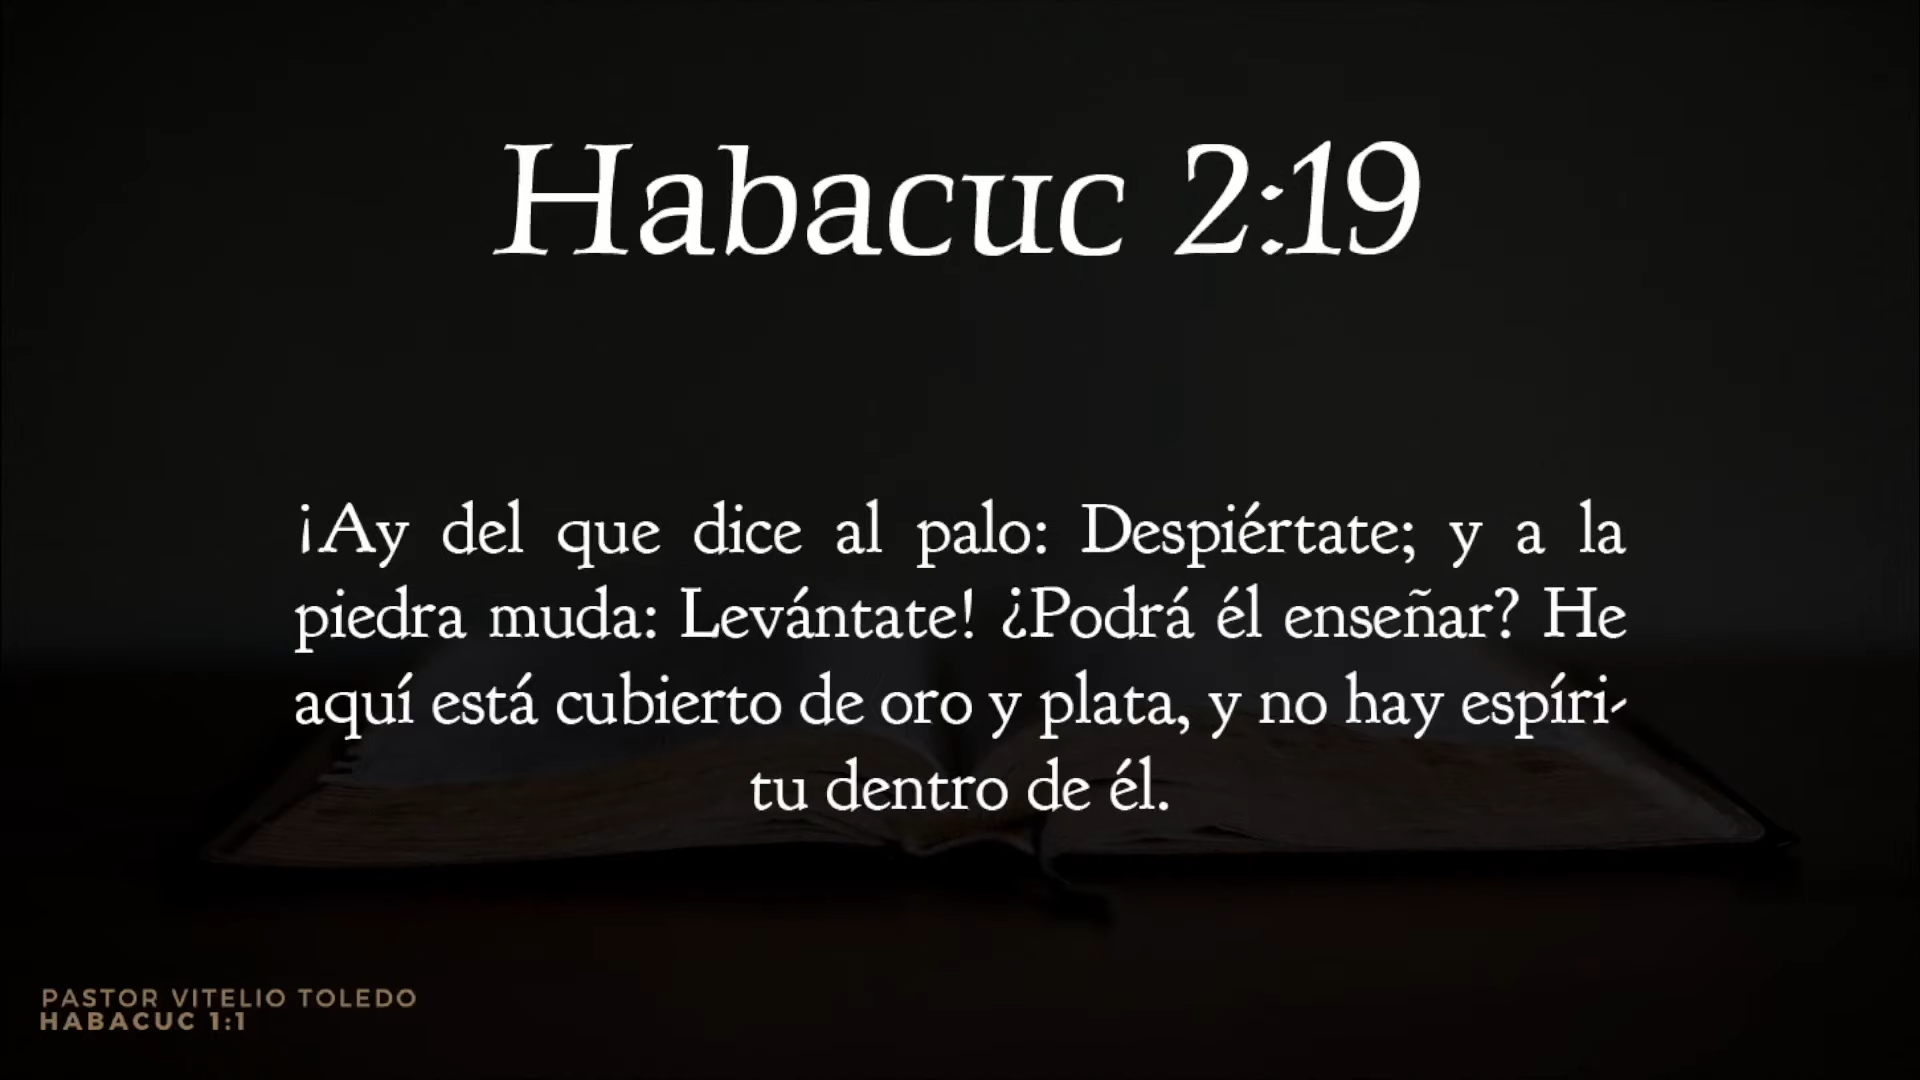 Habacuc 2:19
¡Ay del que dice al palo: Despiértate; y a la
piedra muda: Levántate! ¿Podrá él enseñar? He
aquí está cubierto de oro y plata, y no hay espíri-
tu dentro de él.
PASTOR VITELIO TOLEDO
HABACUC 1:1